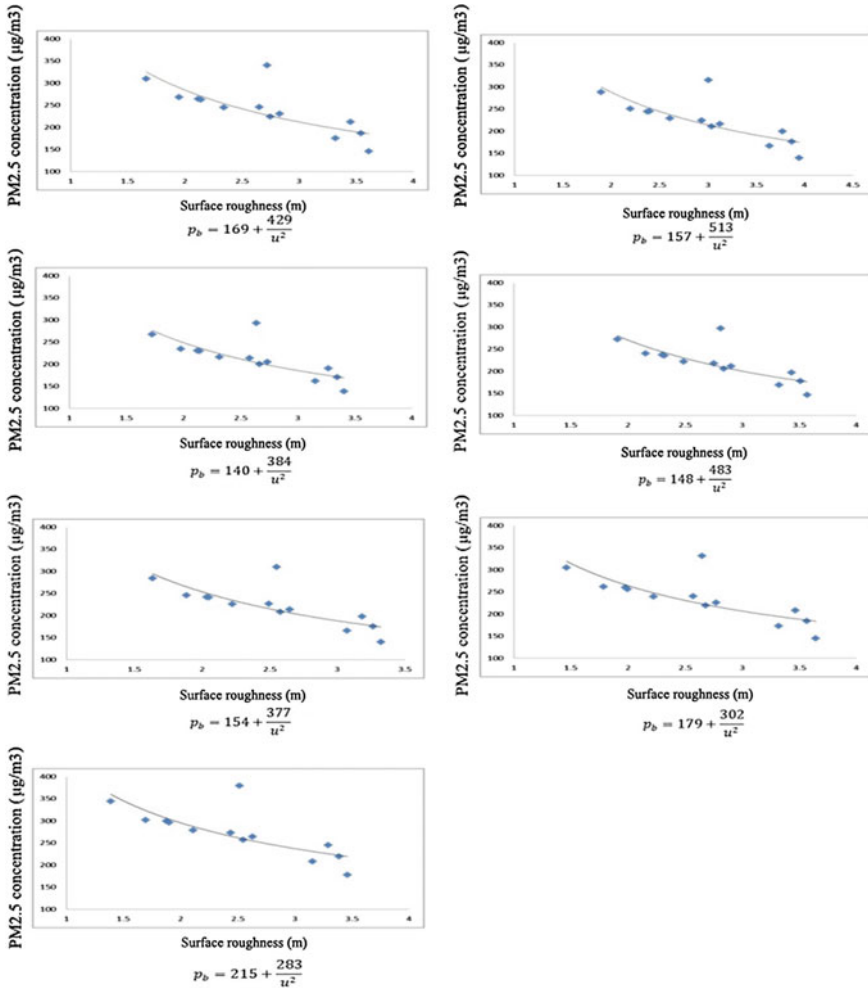 PM2.5 concentration ( µg/m3)
400
350
300
250
200
150
100
1 1.5 2 2.5 3 3.5 4
Surface roughness (m)
p_b = 169 + 429/u²
PM2.5 concentration ( µg/m3)
400
350
300
250
200
150
100
1 1.5 2 2.5 3 3.5 4 4.5
Surface roughness (m)
p_b = 157 + 513/u²
PM2.5 concentration ( µg/m3)
400
350
300
250
200
150
100
1 1.5 2 2.5 3 3.5 4
Surface roughness (m)
p_b = 140 + 384/u²
PM2.5 concentration ( µg/m3)
400
350
300
250
200
150
100
1 1.5 2 2.5 3 3.5 4
Surface roughness (m)
p_b = 148 + 483/u²
PM2.5 concentration ( µg/m3)
400
350
300
250
200
150
100
1 1.5 2 2.5 3 3.5
Surface roughness (m)
p_b = 154 + 377/u²
PM2.5 concentration ( µg/m3)
400
350
300
250
200
150
100
1 1.5 2 2.5 3 3.5 4
Surface roughness (m)
p_b = 179 + 302/u²
PM2.5 concentration ( µg/m3)
400
350
300
250
200
150
100
1 1.5 2 2.5 3 3.5 4
Surface roughness (m)
p_b = 215 + 283/u²